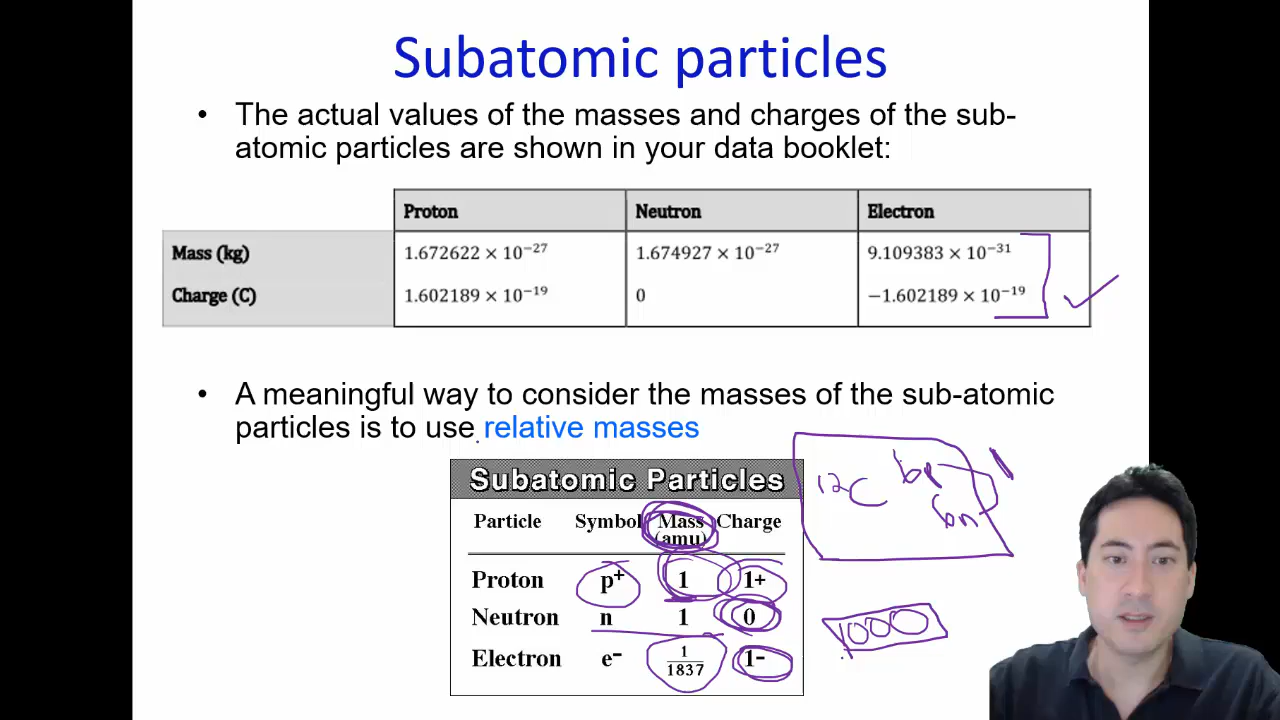 Subatomic particles
• The actual values of the masses and charges of the sub-
atomic particles are shown in your data booklet:
Proton Neutron Electron
Mass (kg) 1.672622 × 10⁻²⁷ 1.674927 × 10⁻²⁷ 9.109383 × 10⁻³¹
Charge (C) 1.602189 × 10⁻¹⁹ 0 −1.602189 × 10⁻¹⁹
• A meaningful way to consider the masses of the sub-atomic
particles is to use relative masses
Subatomic Particles
Particle Symbol Mass Charge
(amu)
Proton p⁺ 1 1+
Neutron n 1 0
Electron e⁻ 1/1837 1-
¹²C 6p
6n
1000